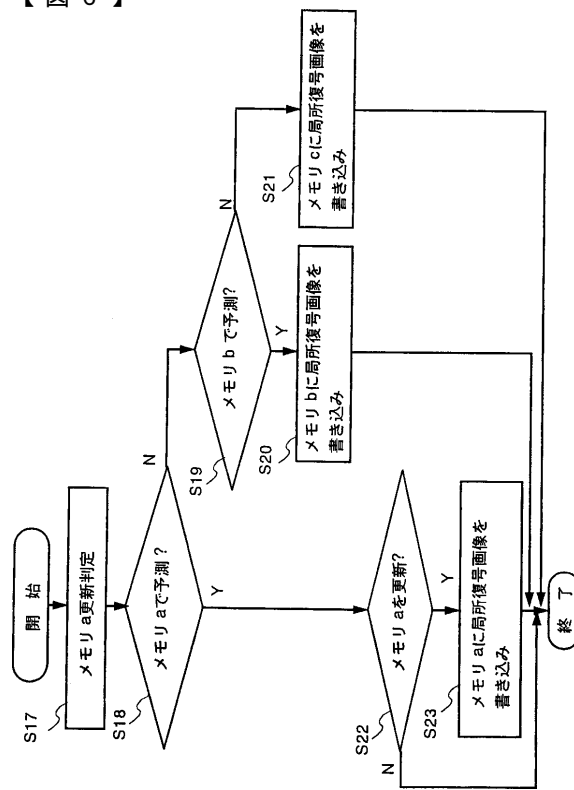 開 始
S17
メモリa更新判定
S18
メモリaで予測?
N
Y
S19
メモリbで予測?
N
Y
S20
メモリbに局所復号画像を
書き込み
S21
メモリcに局所復号画像を
書き込み
S22
メモリaを更新?
N
Y
S23
メモリaに局所復号画像を
書き込み
終 了